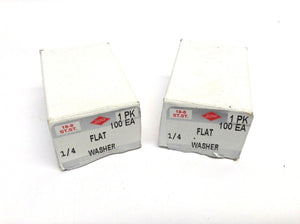 18-8
ST.ST.
1 PK
100 EA
FLAT
1/4
WASHER
18-8
ST.ST.
1 PK
100 EA
FLAT
1/4
WASHER